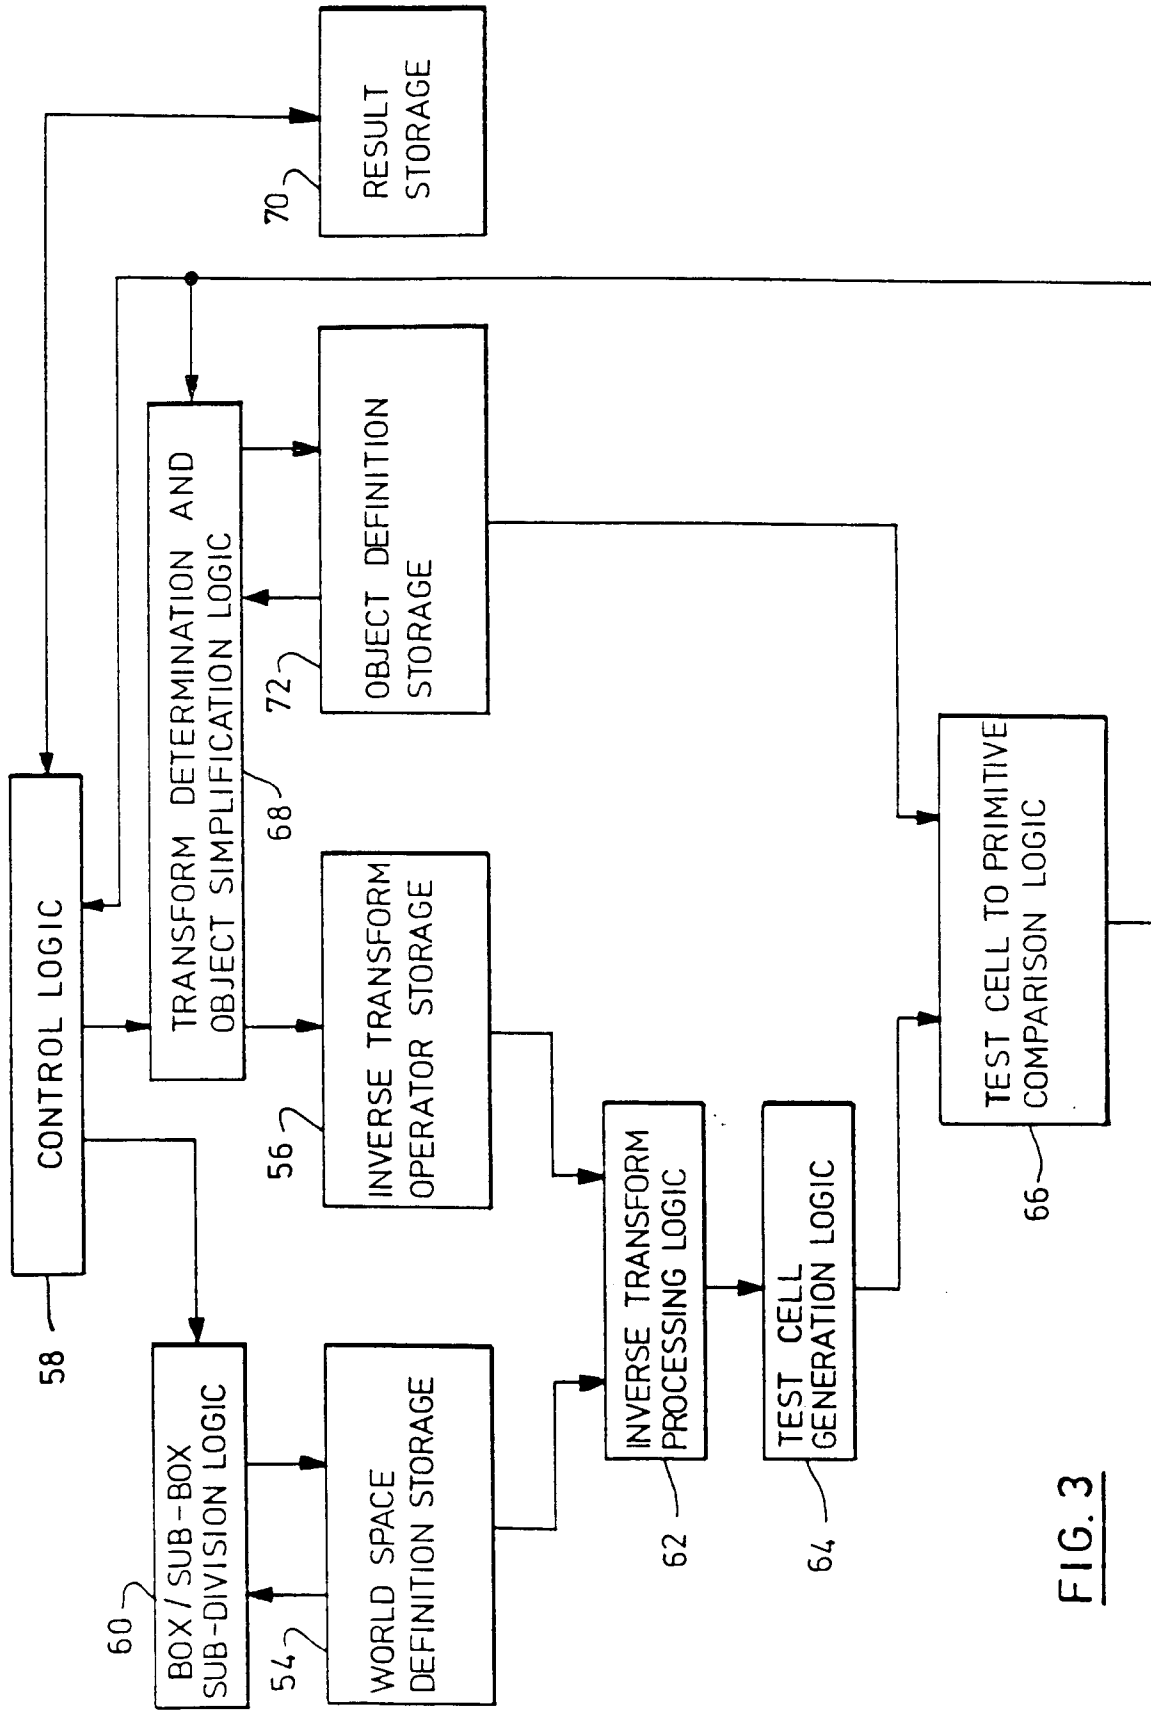 58
CONTROL LOGIC
60
BOX / SUB-BOX
SUB-DIVISION LOGIC
TRANSFORM DETERMINATION AND
OBJECT SIMPLIFICATION LOGIC
68
54
WORLD SPACE
DEFINITION STORAGE
56
INVERSE TRANSFORM
OPERATOR STORAGE
72
OBJECT DEFINITION
STORAGE
70
RESULT
STORAGE
62
INVERSE TRANSFORM
PROCESSING LOGIC
64
TEST CELL
GENERATION LOGIC
66
TEST CELL TO PRIMITIVE
COMPARISON LOGIC
FIG. 3